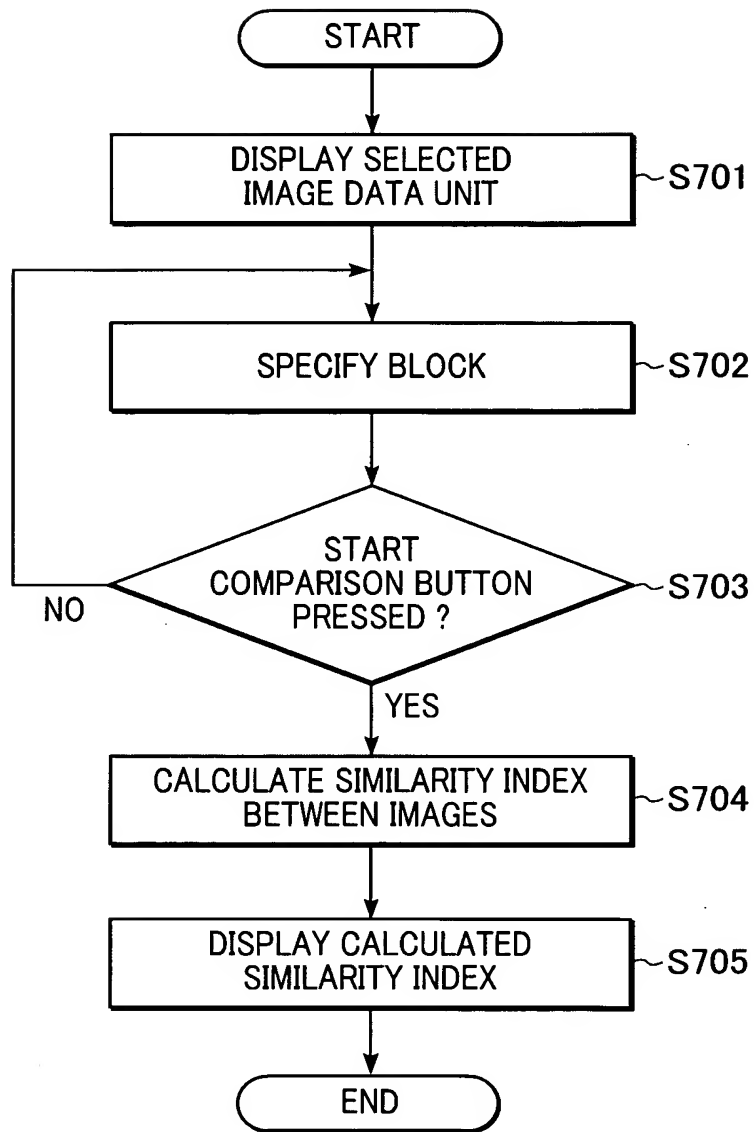 START
DISPLAY SELECTED
IMAGE DATA UNIT
S701
SPECIFY BLOCK
S702
START
COMPARISON BUTTON
PRESSED ?
S703
NO
YES
CALCULATE SIMILARITY INDEX
BETWEEN IMAGES
S704
DISPLAY CALCULATED
SIMILARITY INDEX
S705
END